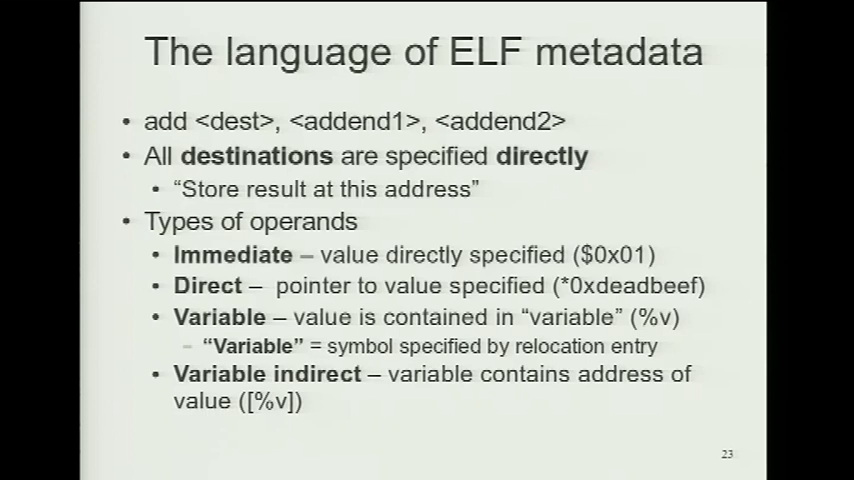 The language of ELF metadata
• add <dest>, <addend1>, <addend2>
• All destinations are specified directly
• “Store result at this address”
• Types of operands
• Immediate – value directly specified ($0x01)
• Direct – pointer to value specified (*0xdeadbeef)
• Variable – value is contained in “variable” (%v)
– “Variable” = symbol specified by relocation entry
• Variable indirect – variable contains address of
value ([%v])
23